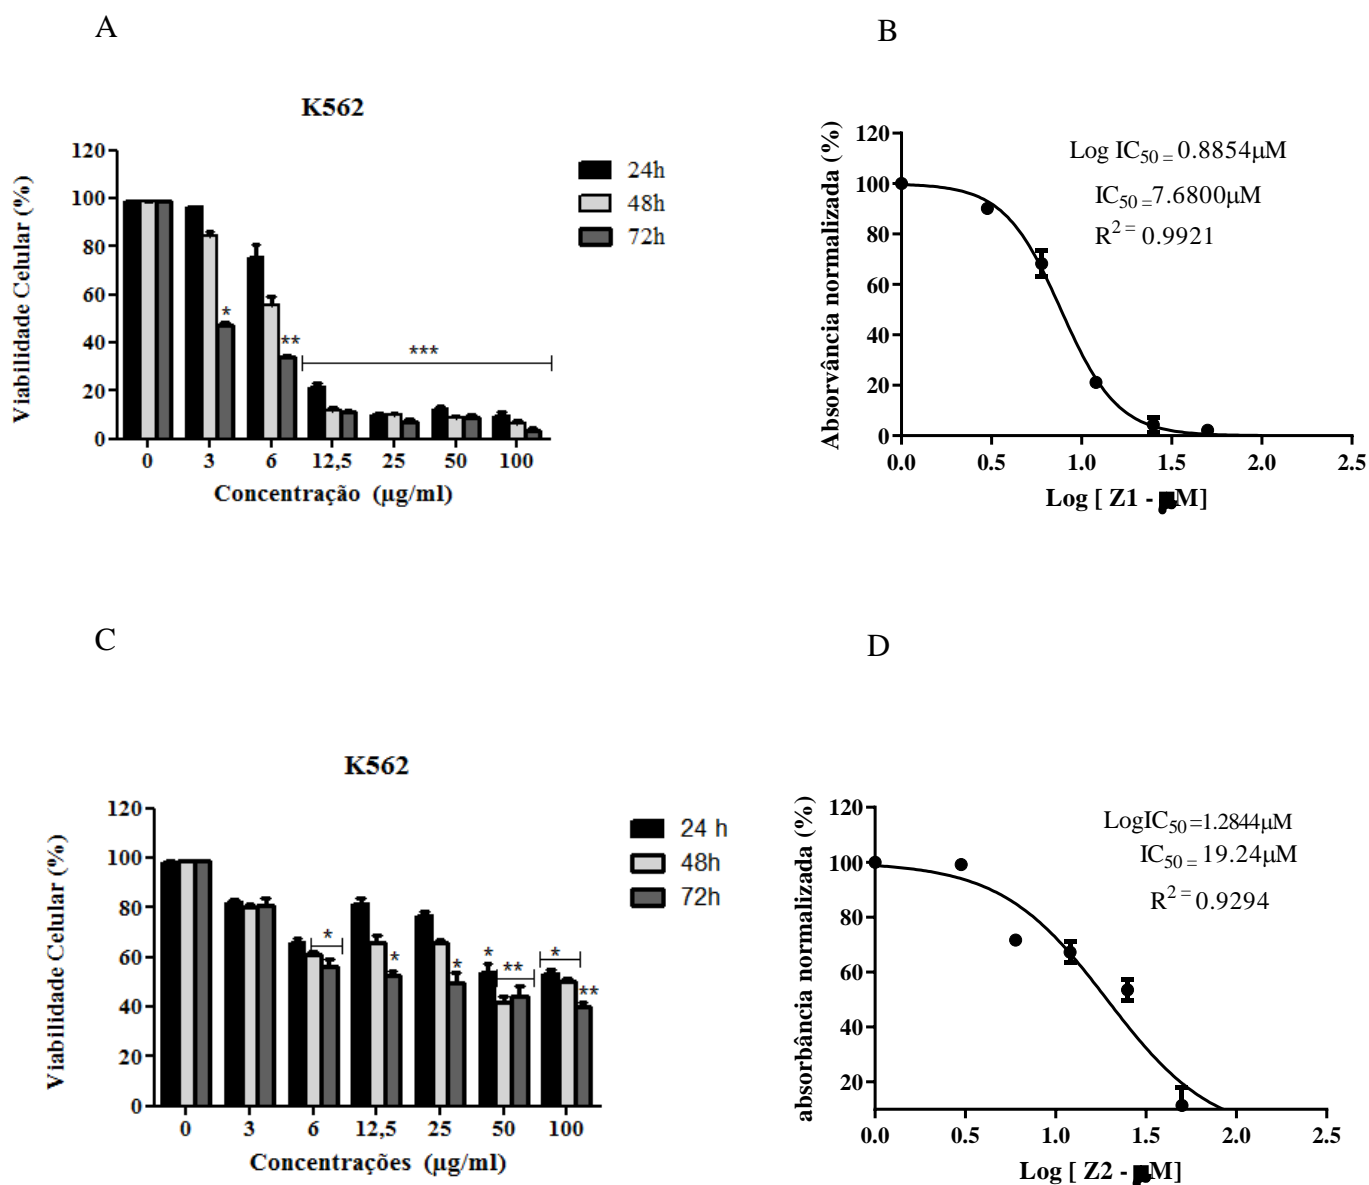 A
B
K562
120
100
80
60
40
20
0
Viabilidade Celular (%)
24h
48h
72h
*
**
***
0 3 6 12,5 25 50 100
Concentração (µg/ml)
120
100
80
60
40
20
0
Absorvância normalizada (%)
Log IC50 = 0.8854µM
IC50 =7.6800µM
R2 = 0.9921
0.0 0.5 1.0 1.5 2.0 2.5
Log [ Z1 - M]
C
D
K562
120
100
80
60
40
20
0
Viabilidade Celular (%)
24 h
48h
72h
*
*
*
*
**
*
**
0 3 6 12,5 25 50 100
Concentrações (µg/ml)
120
100
80
60
40
20
absorbância normalizada (%)
LogIC50 =1.2844µM
IC50 = 19.24µM
R2 = 0.9294
0.0 0.5 1.0 1.5 2.0 2.5
Log [ Z2 - M]